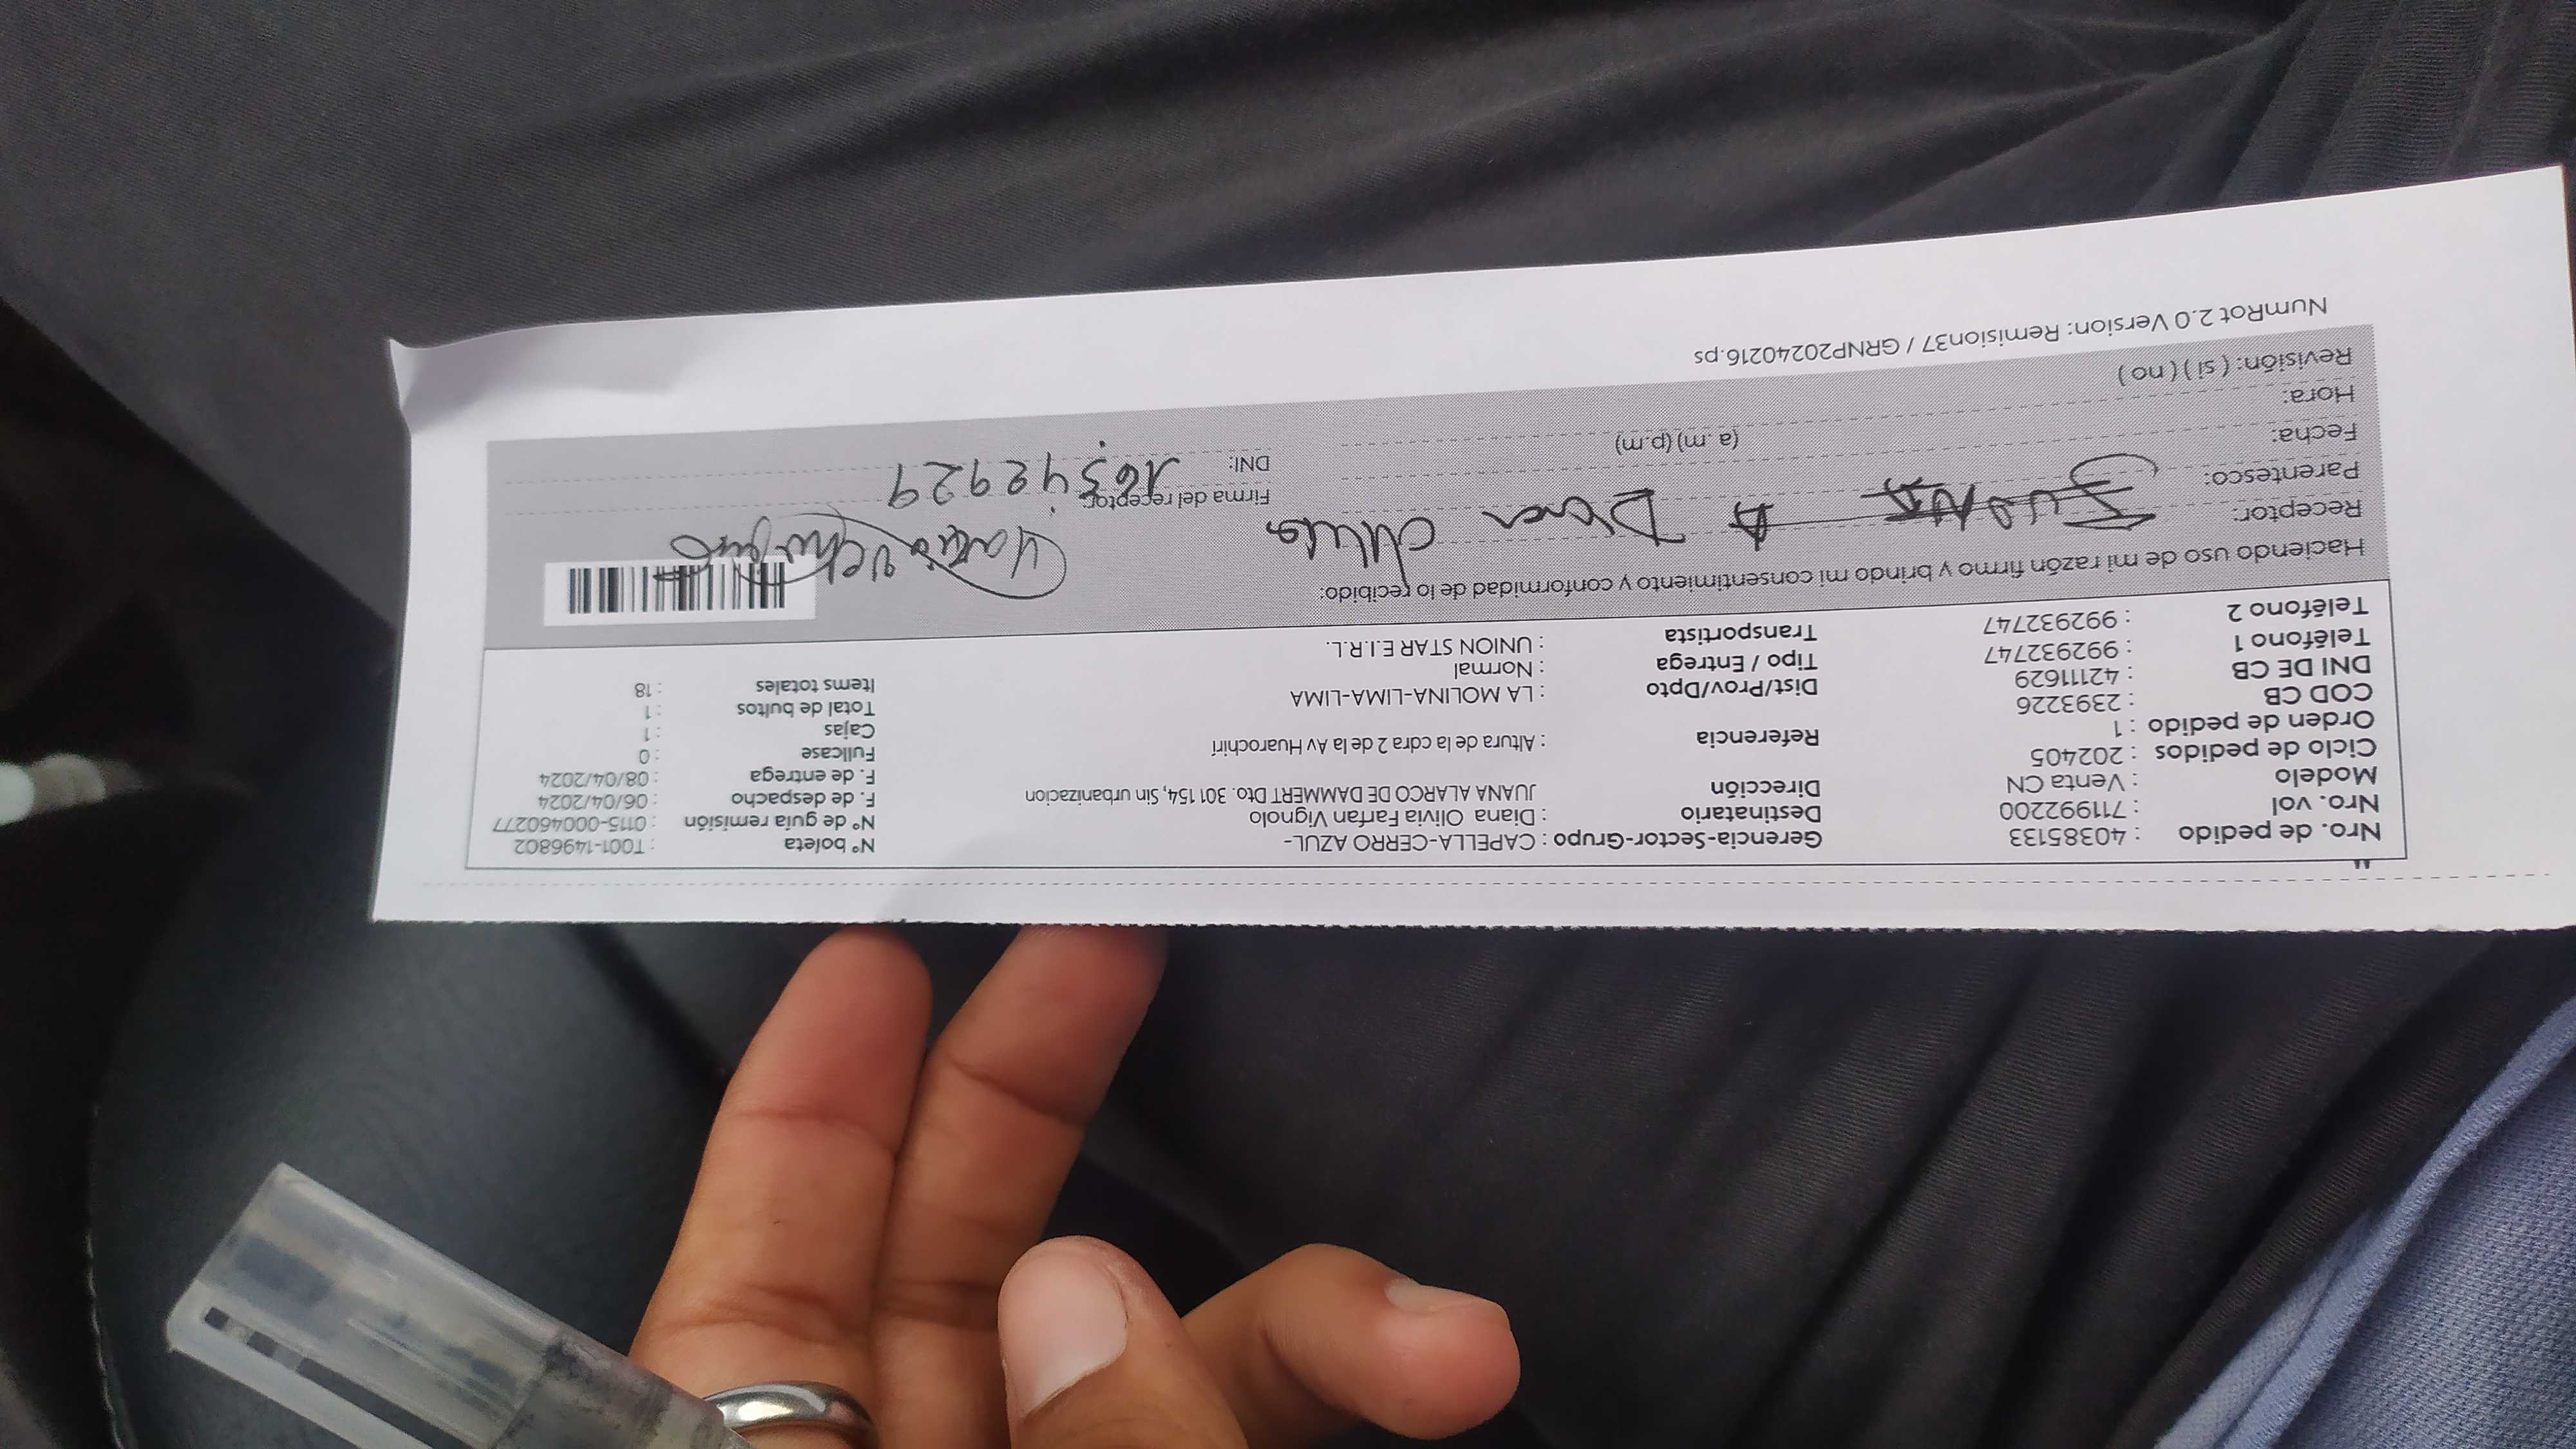 Nro. de pedido : 40385133
Nro. vol : 711992200
Modelo : Venta CN
Ciclo de pedidos : 202405
Orden de pedido : 1
COD CB : 2393226
DNI DE CB : 42111629
Teléfono 1 : 992932747
Teléfono 2 : 992932747
Gerencia-Sector-Grupo : CAPELLA-CERRO AZUL-
Destinatario : Diana Olivia Farfan Vignolo
Dirección JUANA ALARCO DE DAMMERT Dto. 301 154, Sin urbanizacion
Referencia : Altura de la cdra 2 de la Av Huarochirí
Dist/Prov/Dpto : LA MOLINA-LIMA-LIMA
Tipo / Entrega : Normal
Transportista : UNION STAR E.I.R.L.
N° boleta : T001-1496802
N° de guía remisión : 0115-000460277
F. de despacho : 06/04/2024
F. de entrega : 08/04/2024
Fullcase : 0
Cajas : 1
Total de bultos : 1
Items totales : 18
Haciendo uso de mi razón firmo y brindo mi consentimiento y conformidad de lo recibido:
Receptor:
Parentesco:
Fecha:
Hora: (a.m) (p.m)
Revisión: ( si ) ( no )
Firma del receptor:
DNI: 16342929
NumRot 2.0 Version: Remision37 / GRNP20240216.ps